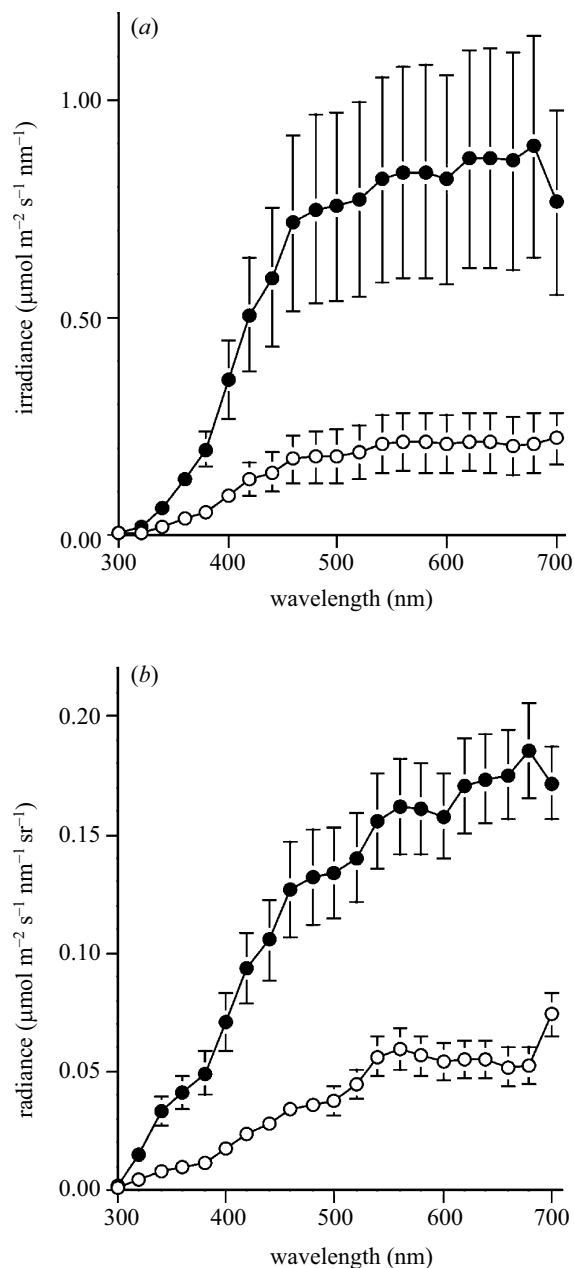 (a)
1.00
0.50
0.00
irradiance (μmol m⁻² s⁻¹ nm⁻¹)
300 400 500 600 700
wavelength (nm)
(b)
0.20
0.15
0.10
0.05
0.00
radiance (μmol m⁻² s⁻¹ nm⁻¹ sr⁻¹)
300 400 500 600 700
wavelength (nm)